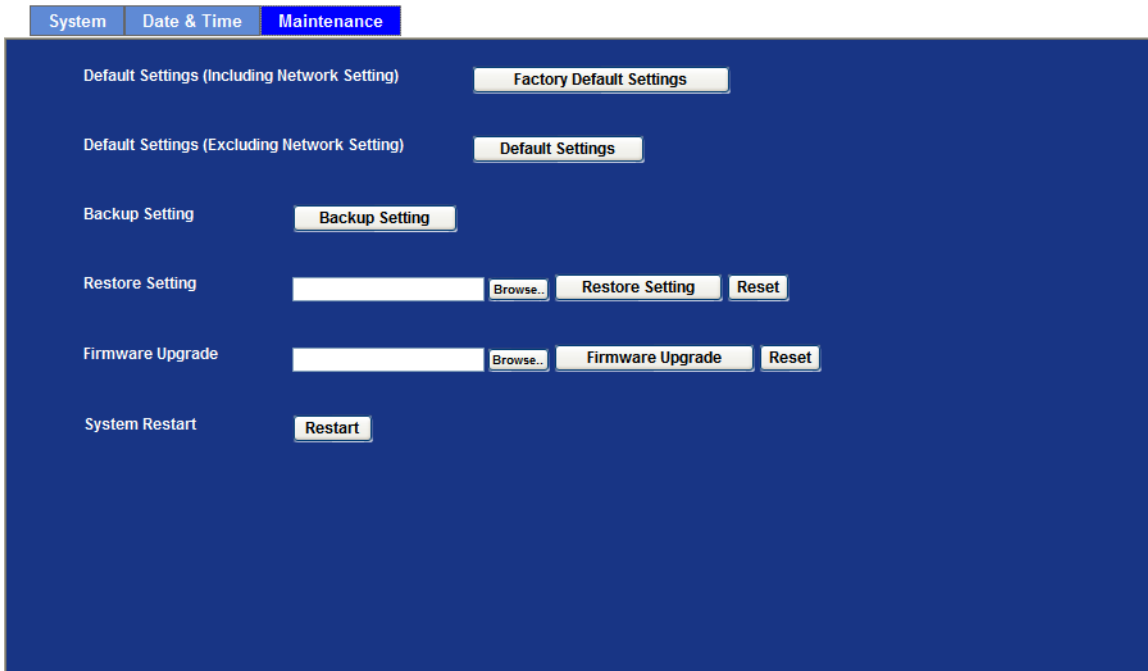 System Date & Time Maintenance
Default Settings (Including Network Setting) Factory Default Settings
Default Settings (Excluding Network Setting) Default Settings
Backup Setting Backup Setting
Restore Setting Browse.. Restore Setting Reset
Firmware Upgrade Browse.. Firmware Upgrade Reset
System Restart Restart